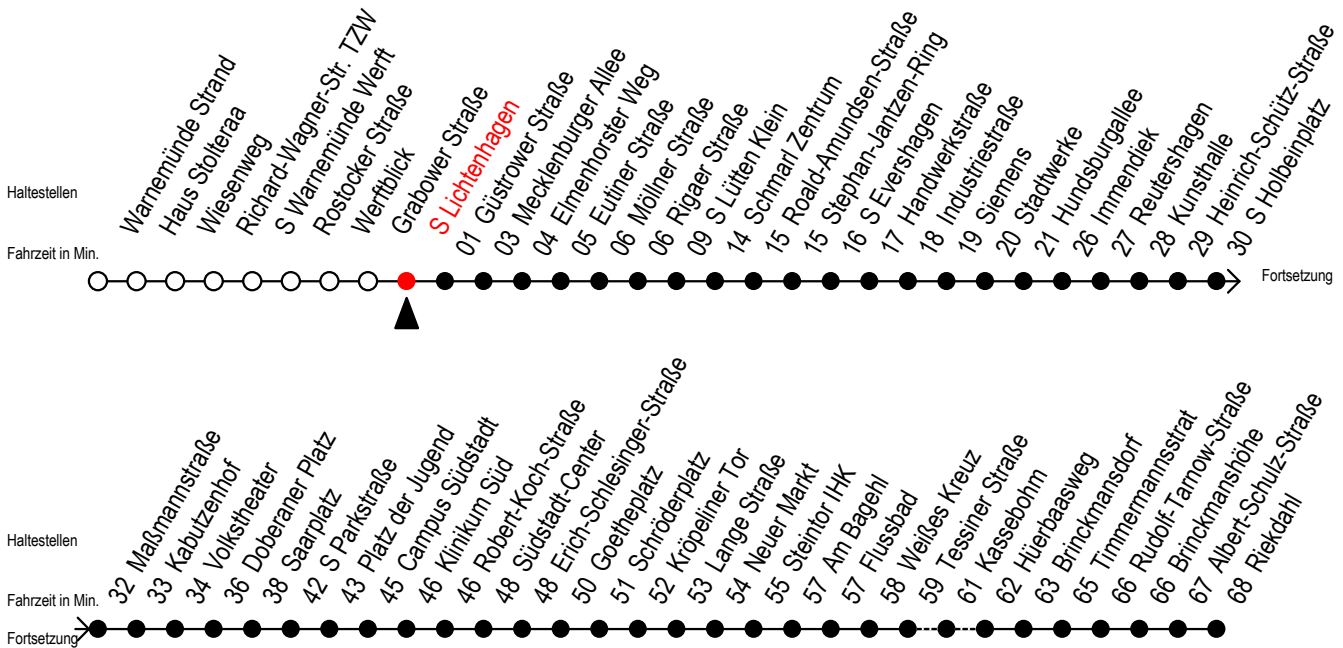 Haltestellen
Fahrzeit in Min.
Warnemünde Strand
Haus Stolteraa
Wiesenweg
Richard-Wagner-Str. TZW
S Warnemünde Werft
Rostocker Straße
Werftblick
Grabower Straße
S Lichtenhagen
01 Güstrower Straße
03 Mecklenburger Allee
04 Elmenhorster Weg
05 Eutiner Straße
06 Möllner Straße
06 Rigaer Straße
09 S Lütten Klein
14 Schmarl Zentrum
15 Roald-Amundsen-Straße
15 Stephan-Jantzen-Ring
16 S Evershagen
17 Handwerkstraße
18 Industriestraße
19 Siemens
20 Stadtwerke
21 Hundsburgallee
26 Immendiek
27 Reutershagen
28 Kunsthalle
29 Heinrich-Schütz-Straße
30 S Holbeinplatz
Fortsetzung
Haltestellen
Fahrzeit in Min.
Fortsetzung
32 Maßmannstraße
33 Kabutzenhof
34 Volkstheater
36 Doberaner Platz
38 Saarplatz
42 S Parkstraße
43 Platz der Jugend
45 Campus Südstadt
46 Klinikum Süd
46 Robert-Koch-Straße
48 Südstadt-Center
48 Erich-Schlesinger-Straße
50 Goetheplatz
51 Schröderplatz
52 Kröpeliner Tor
53 Lange Straße
54 Neuer Markt
55 Steintor IHK
57 Am Bagehl
57 Flussbad
58 Weißes Kreuz
59 Tessiner Straße
61 Kassebohm
62 Hüerbaasweg
63 Brinckmansdorf
65 Timmermannsstrat
66 Rudolf-Tarnow-Straße
66 Brinckmanshöhe
67 Albert-Schulz-Straße
68 Riekdahl